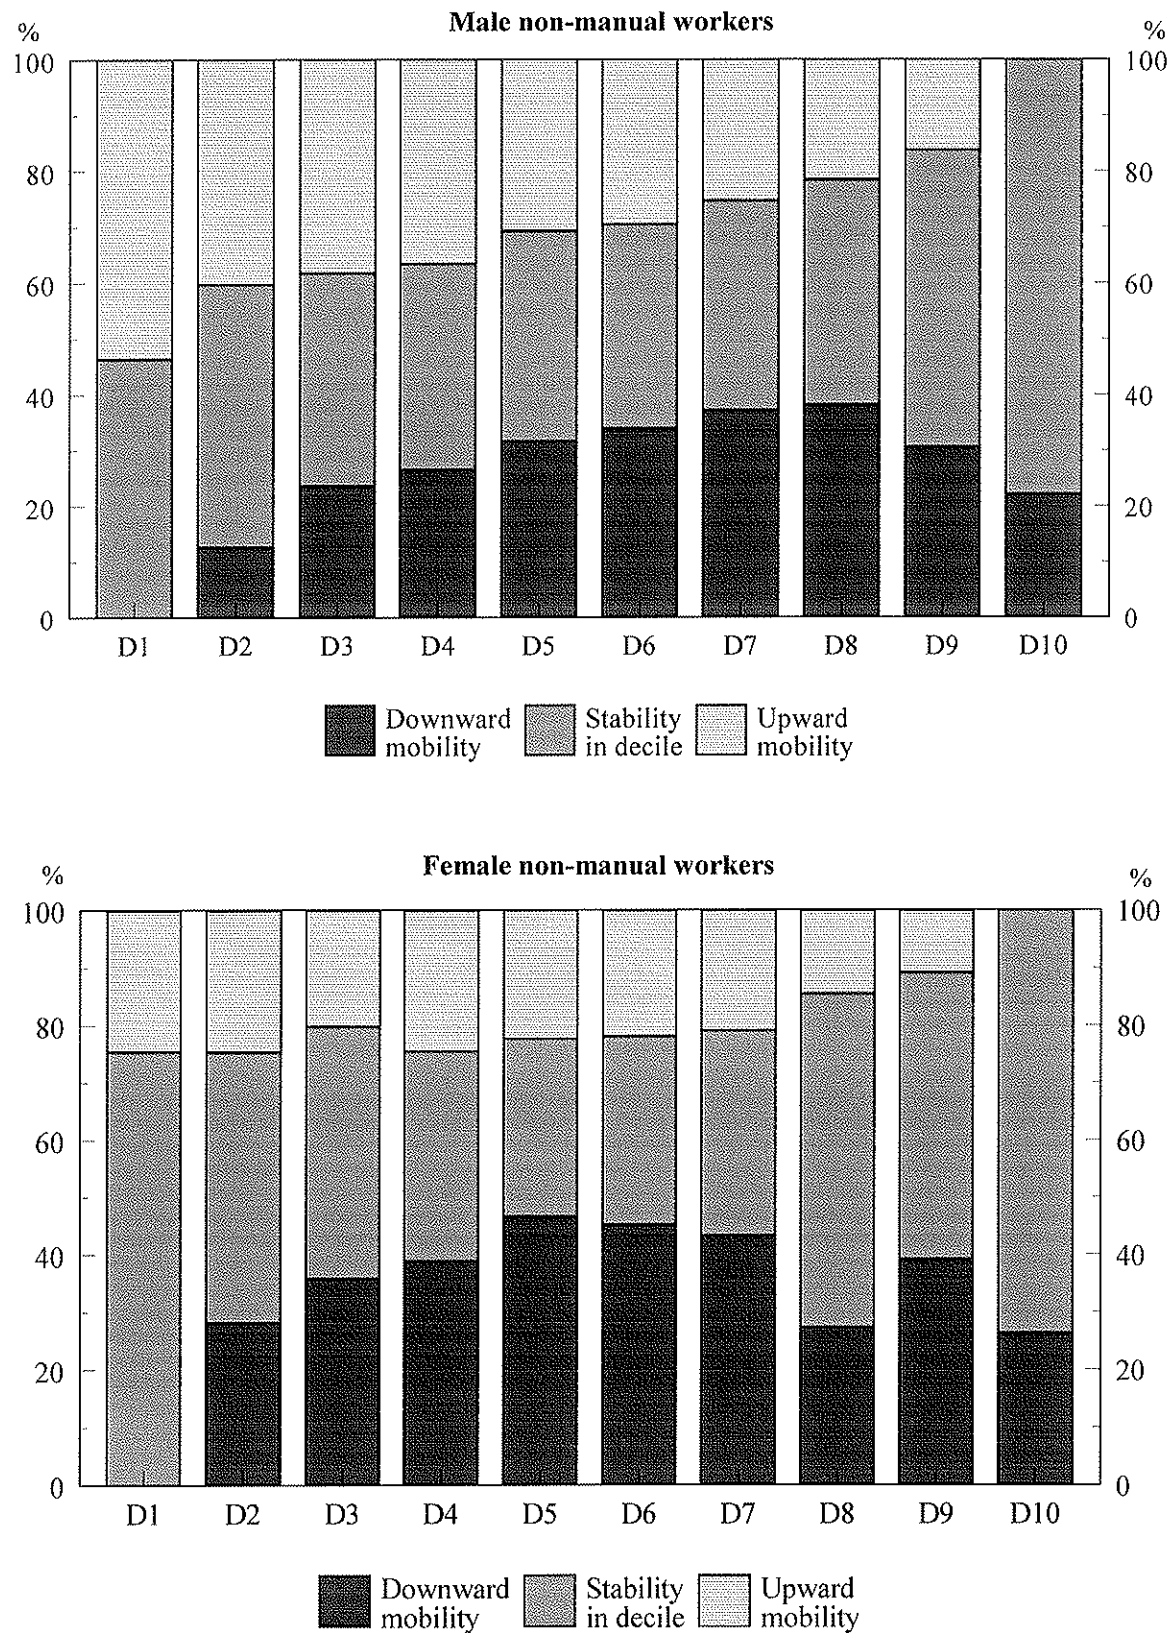 Male non-manual workers
% %
100 100
80 80
60 60
40 40
20 20
0 0
D1 D2 D3 D4 D5 D6 D7 D8 D9 D10
Downward mobility
Stability in decile
Upward mobility
Female non-manual workers
% %
100 100
80 80
60 60
40 40
20 20
0 0
D1 D2 D3 D4 D5 D6 D7 D8 D9 D10
Downward mobility
Stability in decile
Upward mobility